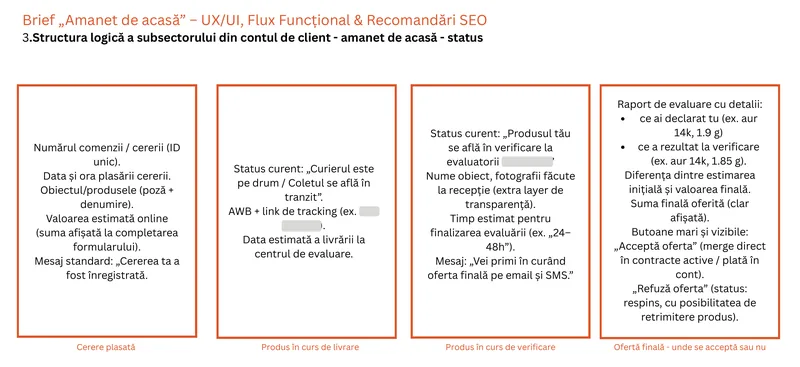 Brief „Amanet de acasă” – UX/UI, Flux Funcțional & Recomandări SEO
3.Structura logică a subsectorului din contul de client - amanet de acasă - status
Numărul comenzii / cererii (ID
unic).
Data și ora plasării cererii.
Obiectul/produsele (poză +
denumire).
Valoarea estimată online
(suma afișată la completarea
formularului).
Mesaj standard: „Cererea ta a
fost înregistrată.
Cerere plasată
Status curent: „Curierul este
pe drum / Coletul se află în
tranzit”.
AWB + link de tracking (ex.
).
Data estimată a livrării la
centrul de evaluare.
Produs în curs de livrare
Status curent: „Produsul tău
se află în verificare la
evaluatorii ”
Nume obiect, fotografii făcute
la recepție (extra layer de
transparență).
Timp estimat pentru
finalizarea evaluării (ex. „24–
48h”).
Mesaj: „Vei primi în curând
oferta finală pe email și SMS.”
Produs în curs de verificare
Raport de evaluare cu detalii:
• ce ai declarat tu (ex. aur
14k, 1.9 g)
• ce a rezultat la verificare
(ex. aur 14k, 1.85 g).
Diferența dintre estimarea
inițială și valoarea finală.
Suma finală oferită (clar
afișată).
Butoane mari și vizibile:
„Acceptă oferta” (merge direct
în contracte active / plată în
cont).
„Refuză oferta” (status:
respins, cu posibilitatea de
retrimitere produs).
Ofertă finală - unde se acceptă sau nu